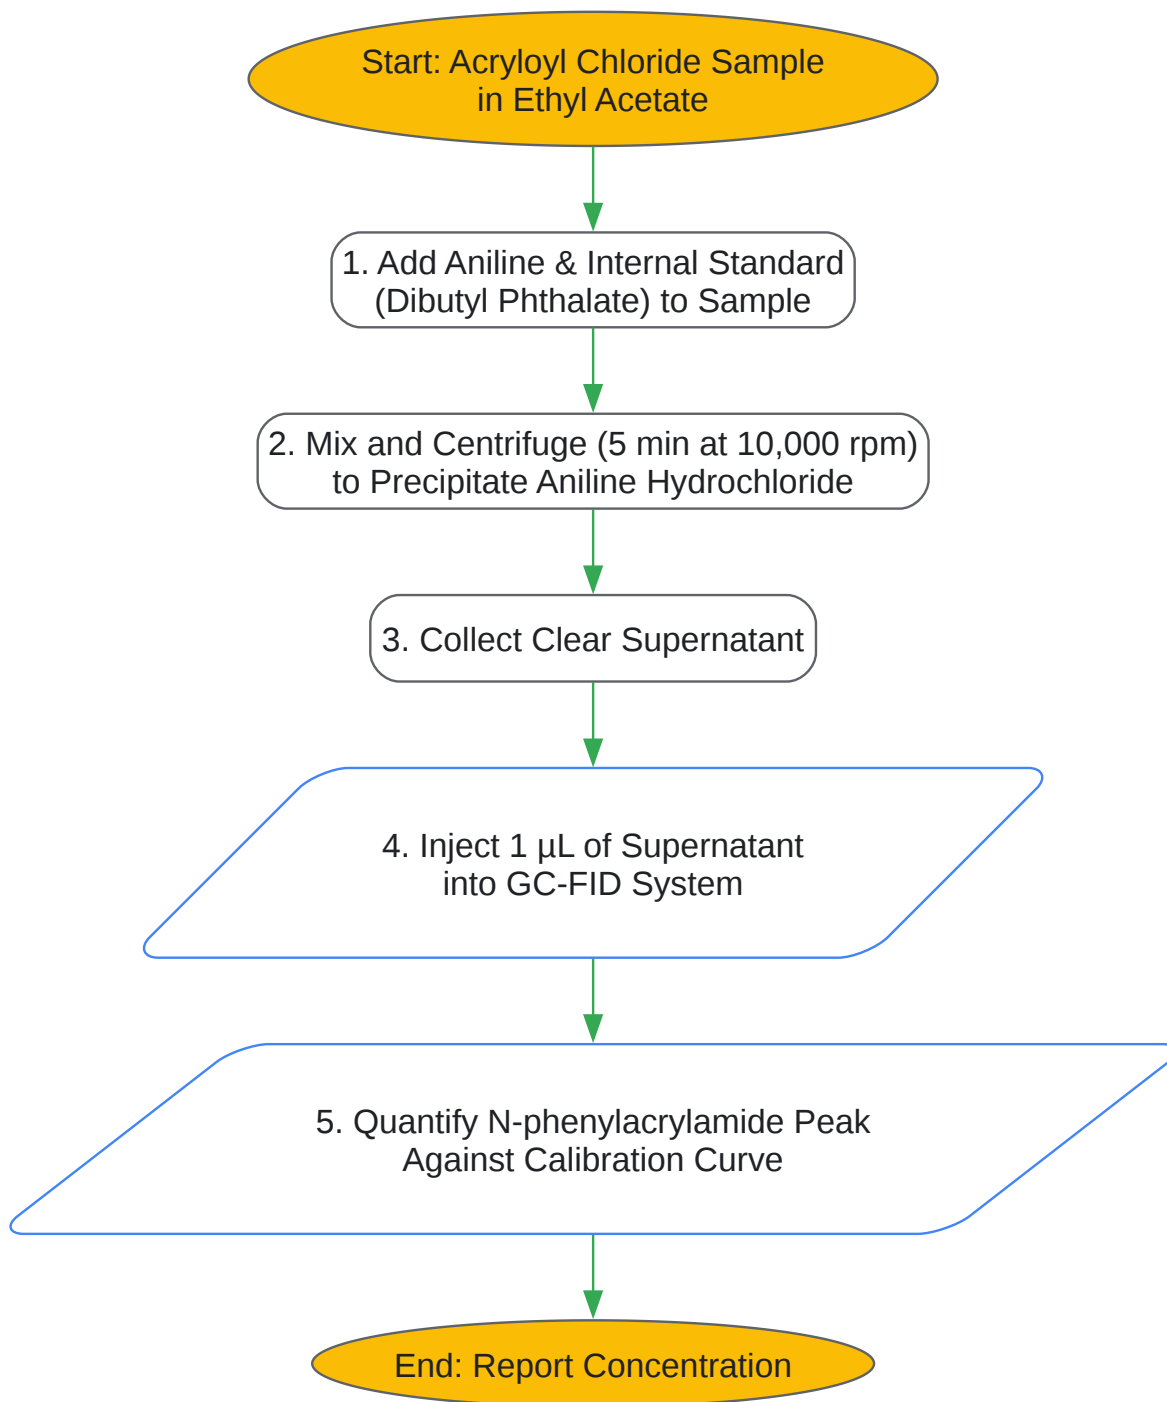 Start: Acryloyl Chloride Sample
in Ethyl Acetate
1. Add Aniline & Internal Standard
(Dibutyl Phthalate) to Sample
2. Mix and Centrifuge (5 min at 10,000 rpm)
to Precipitate Aniline Hydrochloride
3. Collect Clear Supernatant
4. Inject 1 µL of Supernatant
into GC-FID System
5. Quantify N-phenylacrylamide Peak
Against Calibration Curve
End: Report Concentration